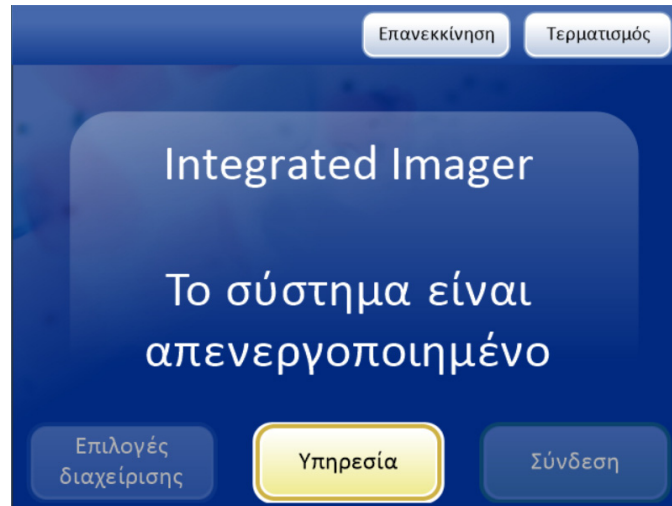 Επανεκκίνηση Τερματισμός
Integrated Imager
Το σύστημα είναι
απενεργοποιημένο
Επιλογές
διαχείρισης
Υπηρεσία
Σύνδεση